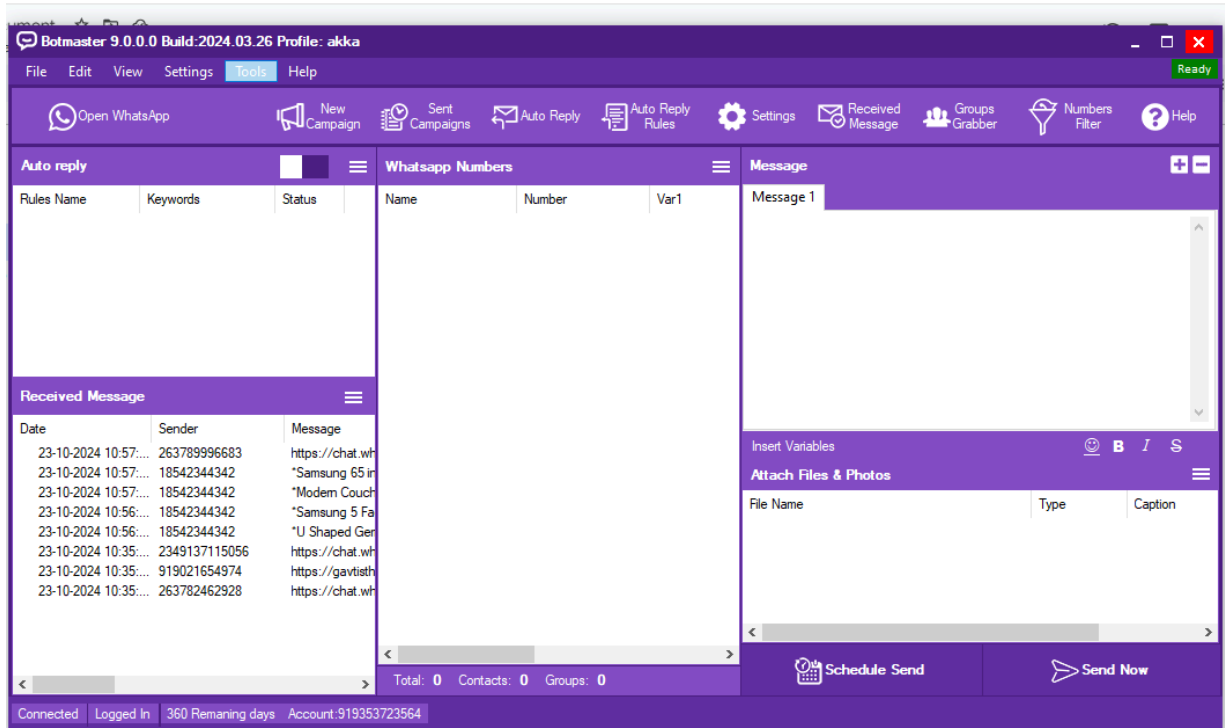 ument
Botmaster 9.0.0.0 Build:2024.03.26 Profile: akka
File Edit View Settings Tools Help
Ready
Open WhatsApp
New Campaign
Sent Campaigns
Auto Reply
Auto Reply Rules
Settings
Received Message
Groups Grabber
Numbers Filter
Help
Auto reply
Rules Name Keywords Status
Received Message
Date Sender Message
23-10-2024 10:57:... 263789996683 https://chat.wh
23-10-2024 10:57:... 18542344342 *Samsung 65 in
23-10-2024 10:57:... 18542344342 *Modern Couch
23-10-2024 10:56:... 18542344342 *Samsung 5 Fa
23-10-2024 10:56:... 18542344342 *U Shaped Ger
23-10-2024 10:35:... 2349137115056 https://chat.wh
23-10-2024 10:35:... 919021654974 https://gavtisth
23-10-2024 10:35:... 263782462928 https://chat.wh
Whatsapp Numbers
Name Number Var1
Total: 0 Contacts: 0 Groups: 0
Message
Message 1
Insert Variables
B I S
Attach Files & Photos
File Name Type Caption
Schedule Send
Send Now
Connected Logged In 360 Remaning days Account:919353723564